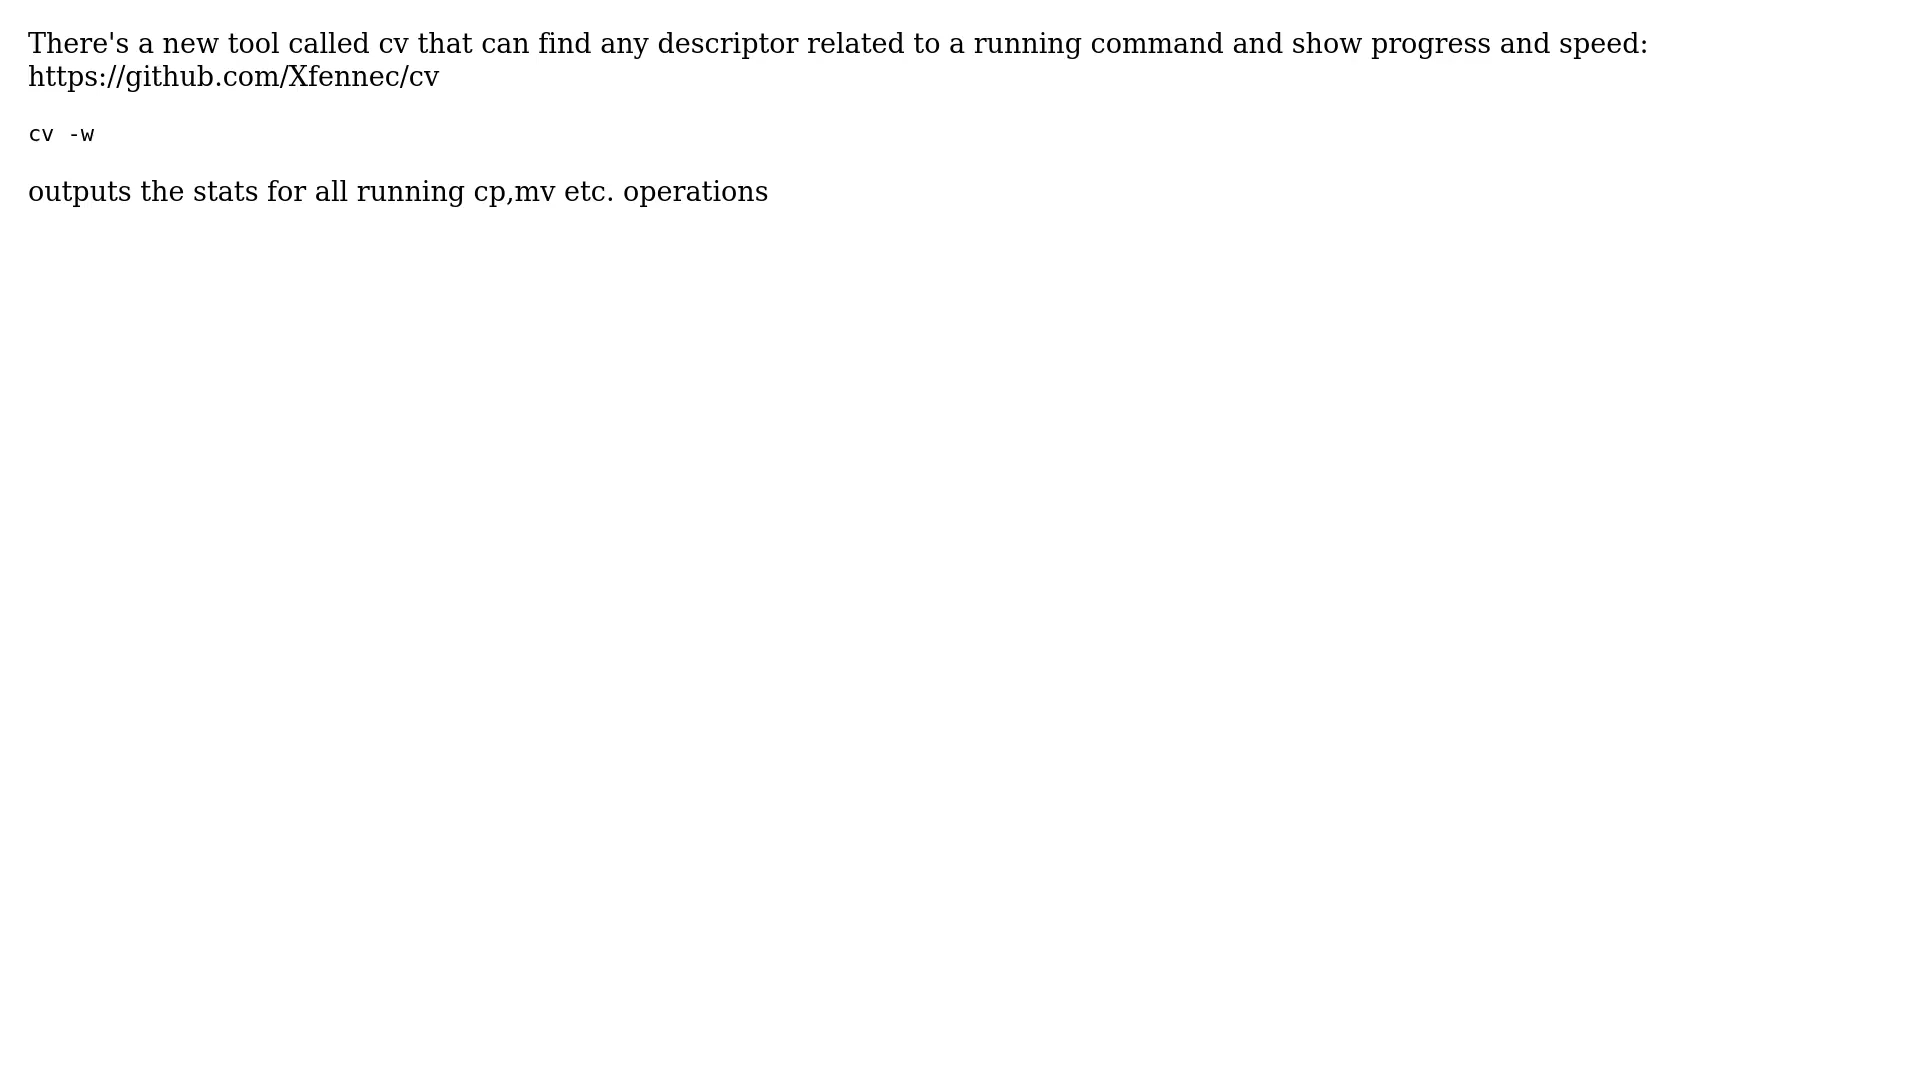 There's a new tool called cv that can find any descriptor related to a running command and show progress and speed:
https://github.com/Xfennec/cv
cv -w
outputs the stats for all running cp,mv etc. operations